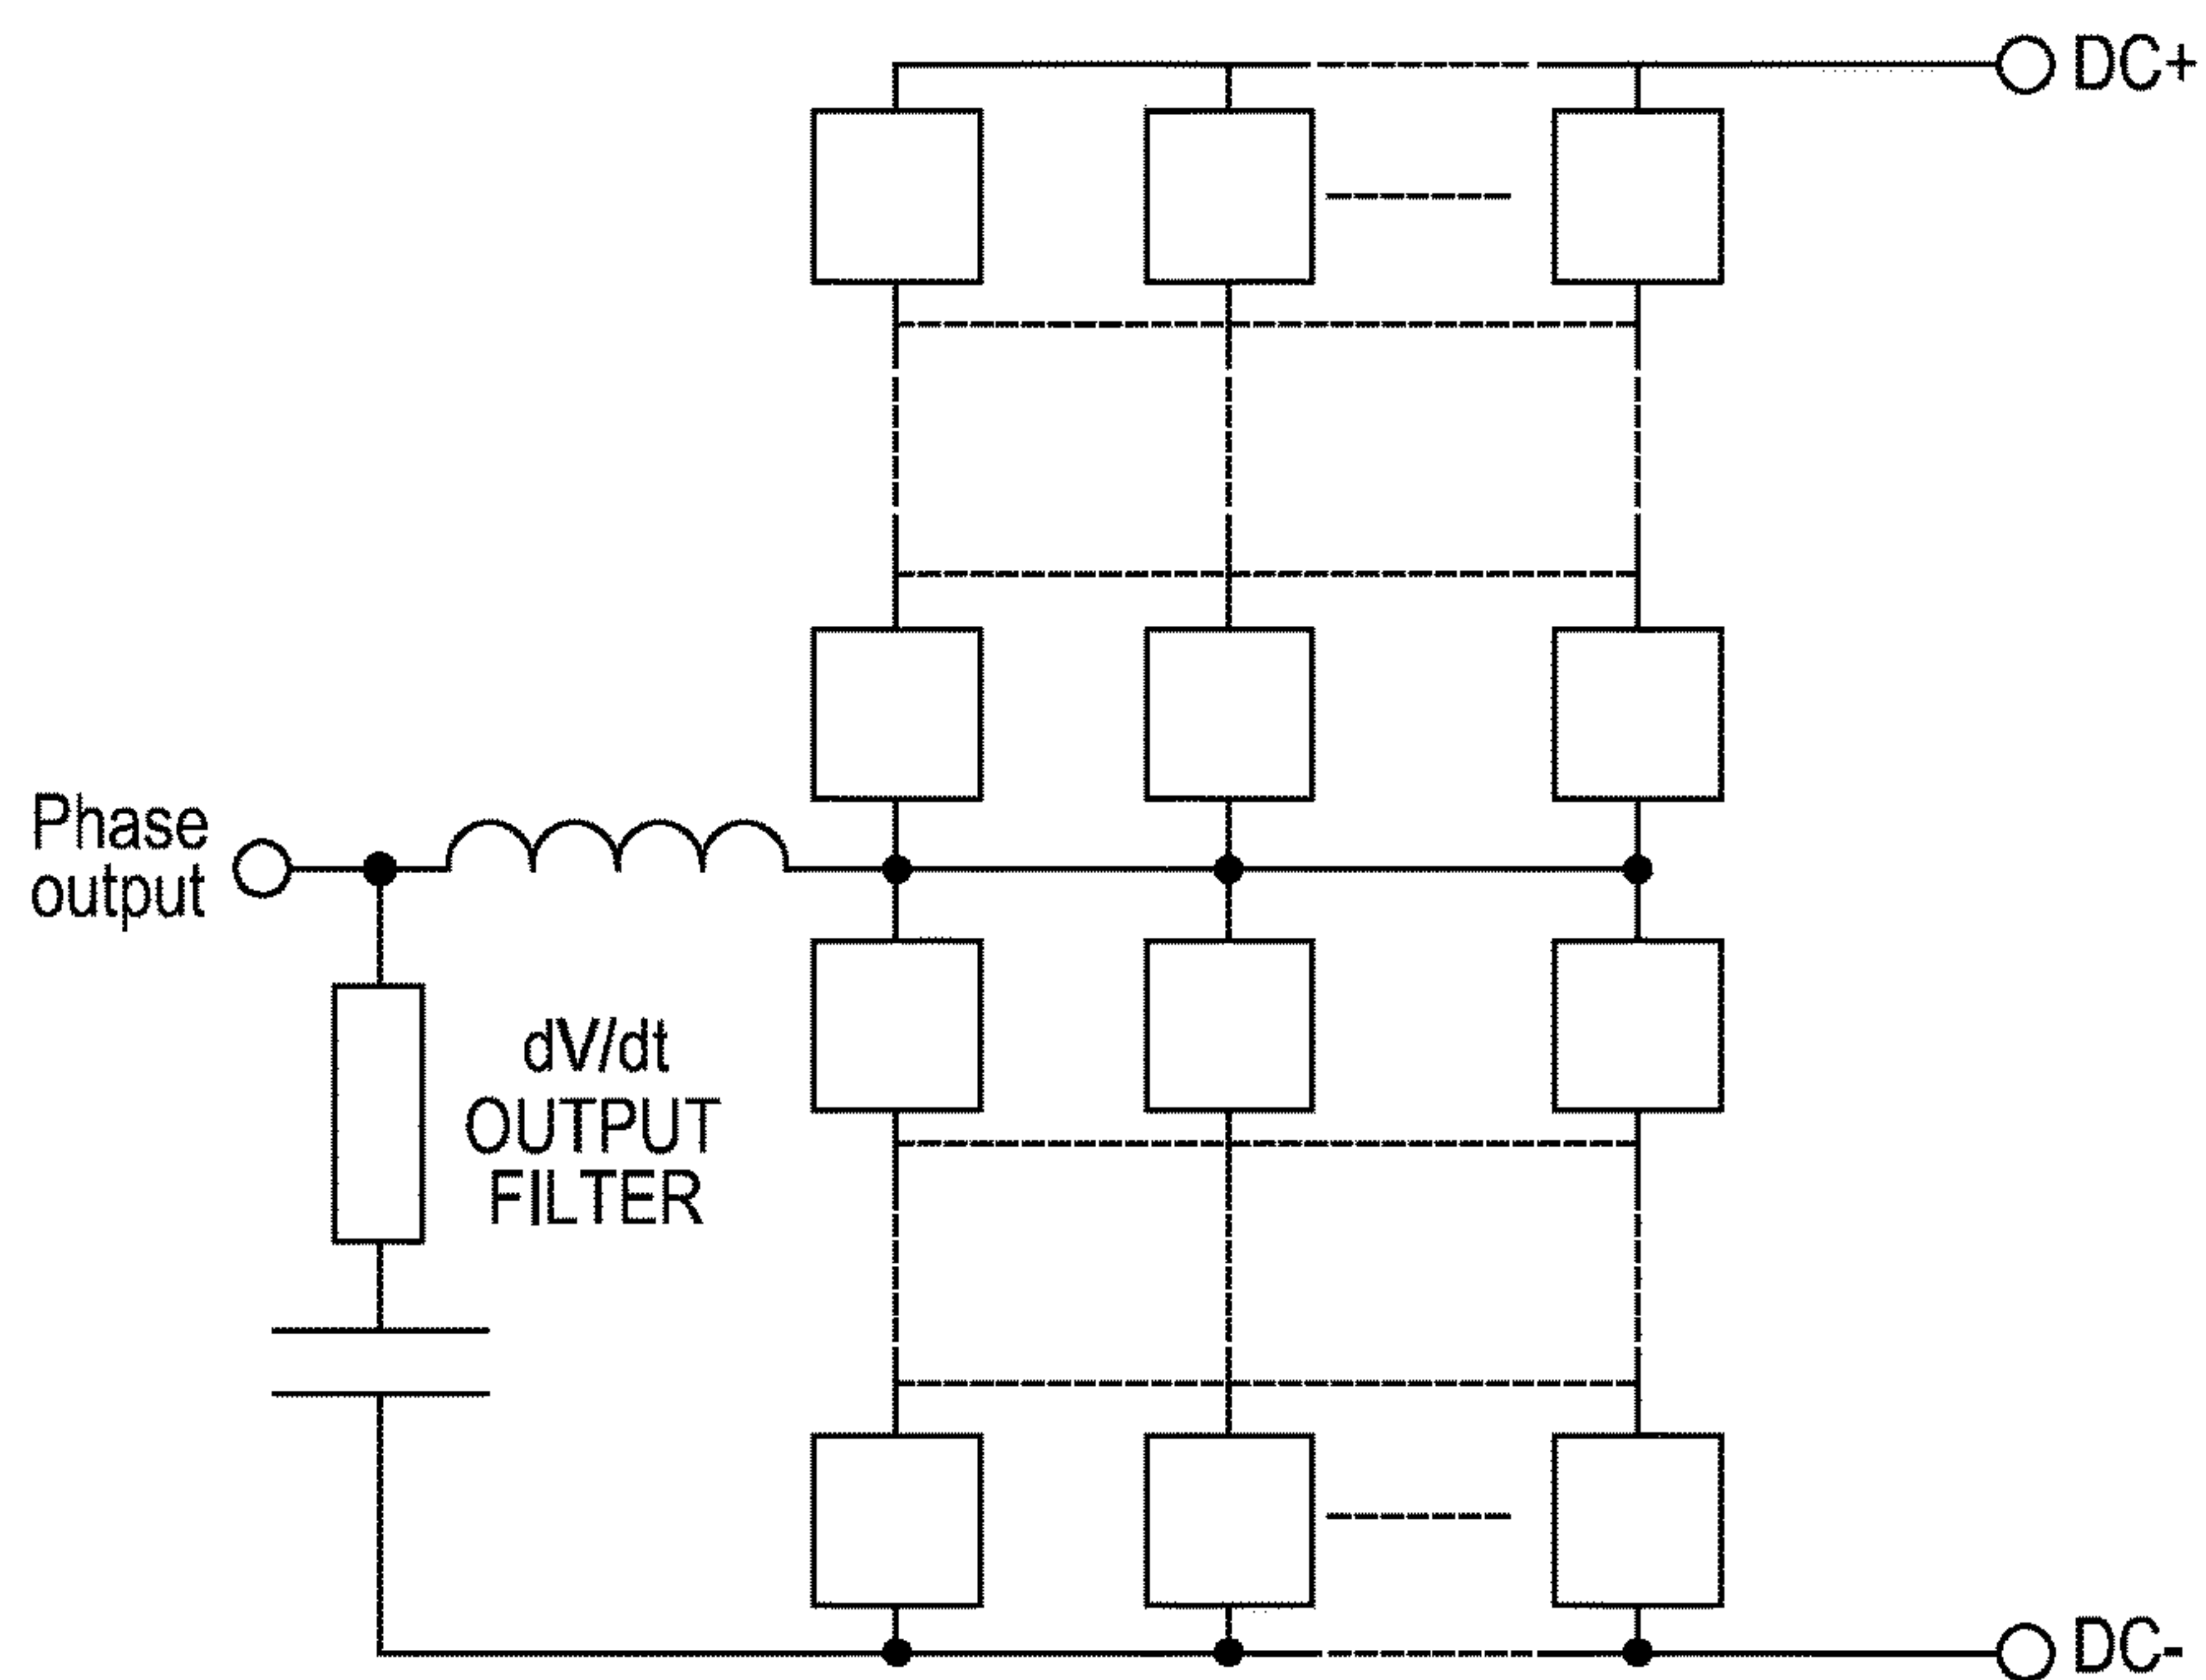 DC+
Phase
output
dV/dt
OUTPUT
FILTER
DC-